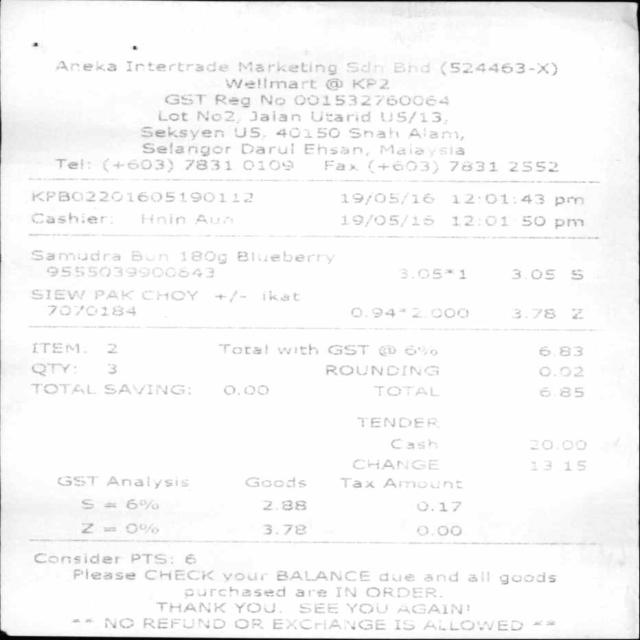 Aneka Intertrade Marketing Sdn Bhd (524463-X)
Wellmart @ KP2
GST Reg No 001532760064
Lot No2, Jalan Utarid U5/13,
Seksyen U5, 40150 Shah Alam,
Selangor Darul Ehsan, Malaysia
Tel: (+603) 7831 0109 Fax (+603) 7831 2552
KPB02201605190112 19/05/16 12:01:43 pm
Cashier: Hnin Aun 19/05/16 12:01 50 pm
Samudra Bun 180g Blueberry
9555039900643 3.05*1 3.05 S
SIEW PAK CHOY +/- ikat
7070184 0.94*2.000 3.78 Z
ITEM. 2 Total with GST @ 6% 6.83
QTY: 3 ROUNDING 0.02
TOTAL SAVING: 0.00 TOTAL 6.85
TENDER
Cash 20.00
CHANGE 13 15
GST Analysis Goods Tax Amount
S = 6% 2.88 0.17
Z = 0% 3.78 0.00
Consider PTS: 6
Please CHECK your BALANCE due and all goods
purchased are IN ORDER.
THANK YOU. SEE YOU AGAIN!
** NO REFUND OR EXCHANGE IS ALLOWED **